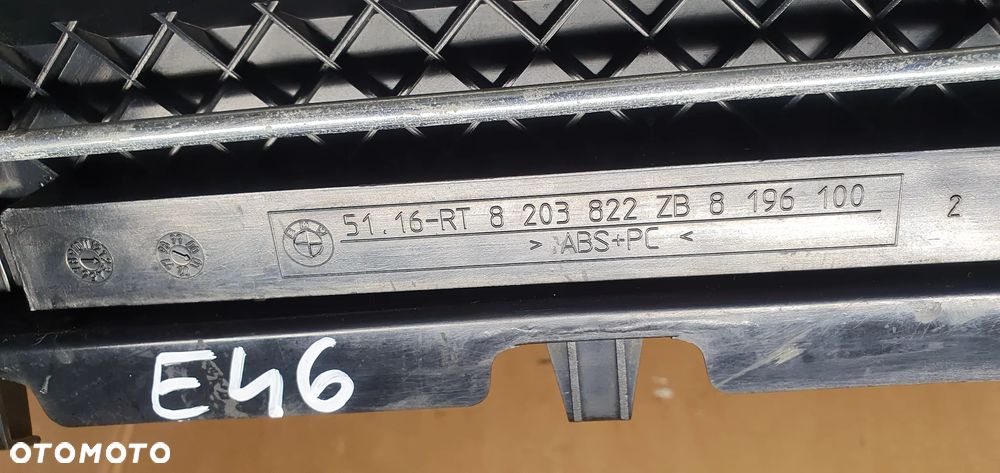 51.16-RT 8 203 822 ZB 8 196 100
> ABS+PC <
2
E46
OTOMOTO